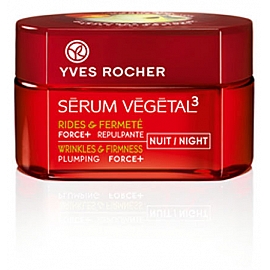 YVES ROCHER
SÉRUM VÉGÉTAL³
RIDES & FERMETÉ
FORCE+ REPULPANTE
NUIT / NIGHT
WRINKLES & FIRMNESS
PLUMPING FORCE+